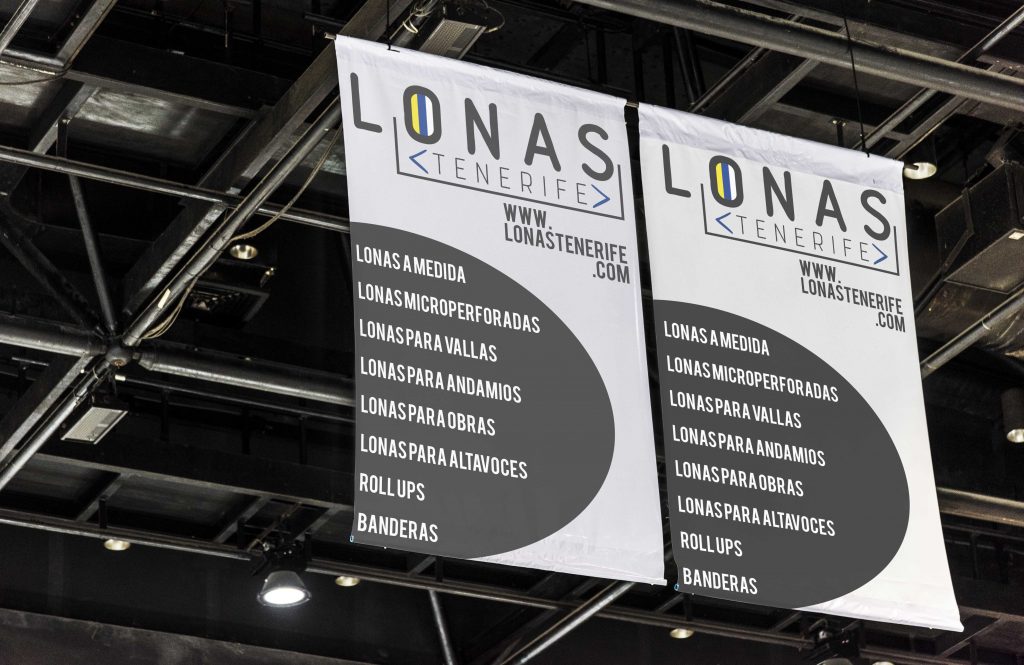 LONAS
<TENERIFE>
WWW.
LONASTENERIFE
.COM
LONAS A MEDIDA
LONAS MICROPERFORADAS
LONAS PARA VALLAS
LONAS PARA ANDAMIOS
LONAS PARA OBRAS
LONAS PARA ALTAVOCES
ROLL UPS
BANDERAS
LONAS
<TENERIFE>
WWW.
LONASTENERIFE
.COM
LONAS A MEDIDA
LONAS MICROPERFORADAS
LONAS PARA VALLAS
LONAS PARA ANDAMIOS
LONAS PARA OBRAS
LONAS PARA ALTAVOCES
ROLL UPS
BANDERAS